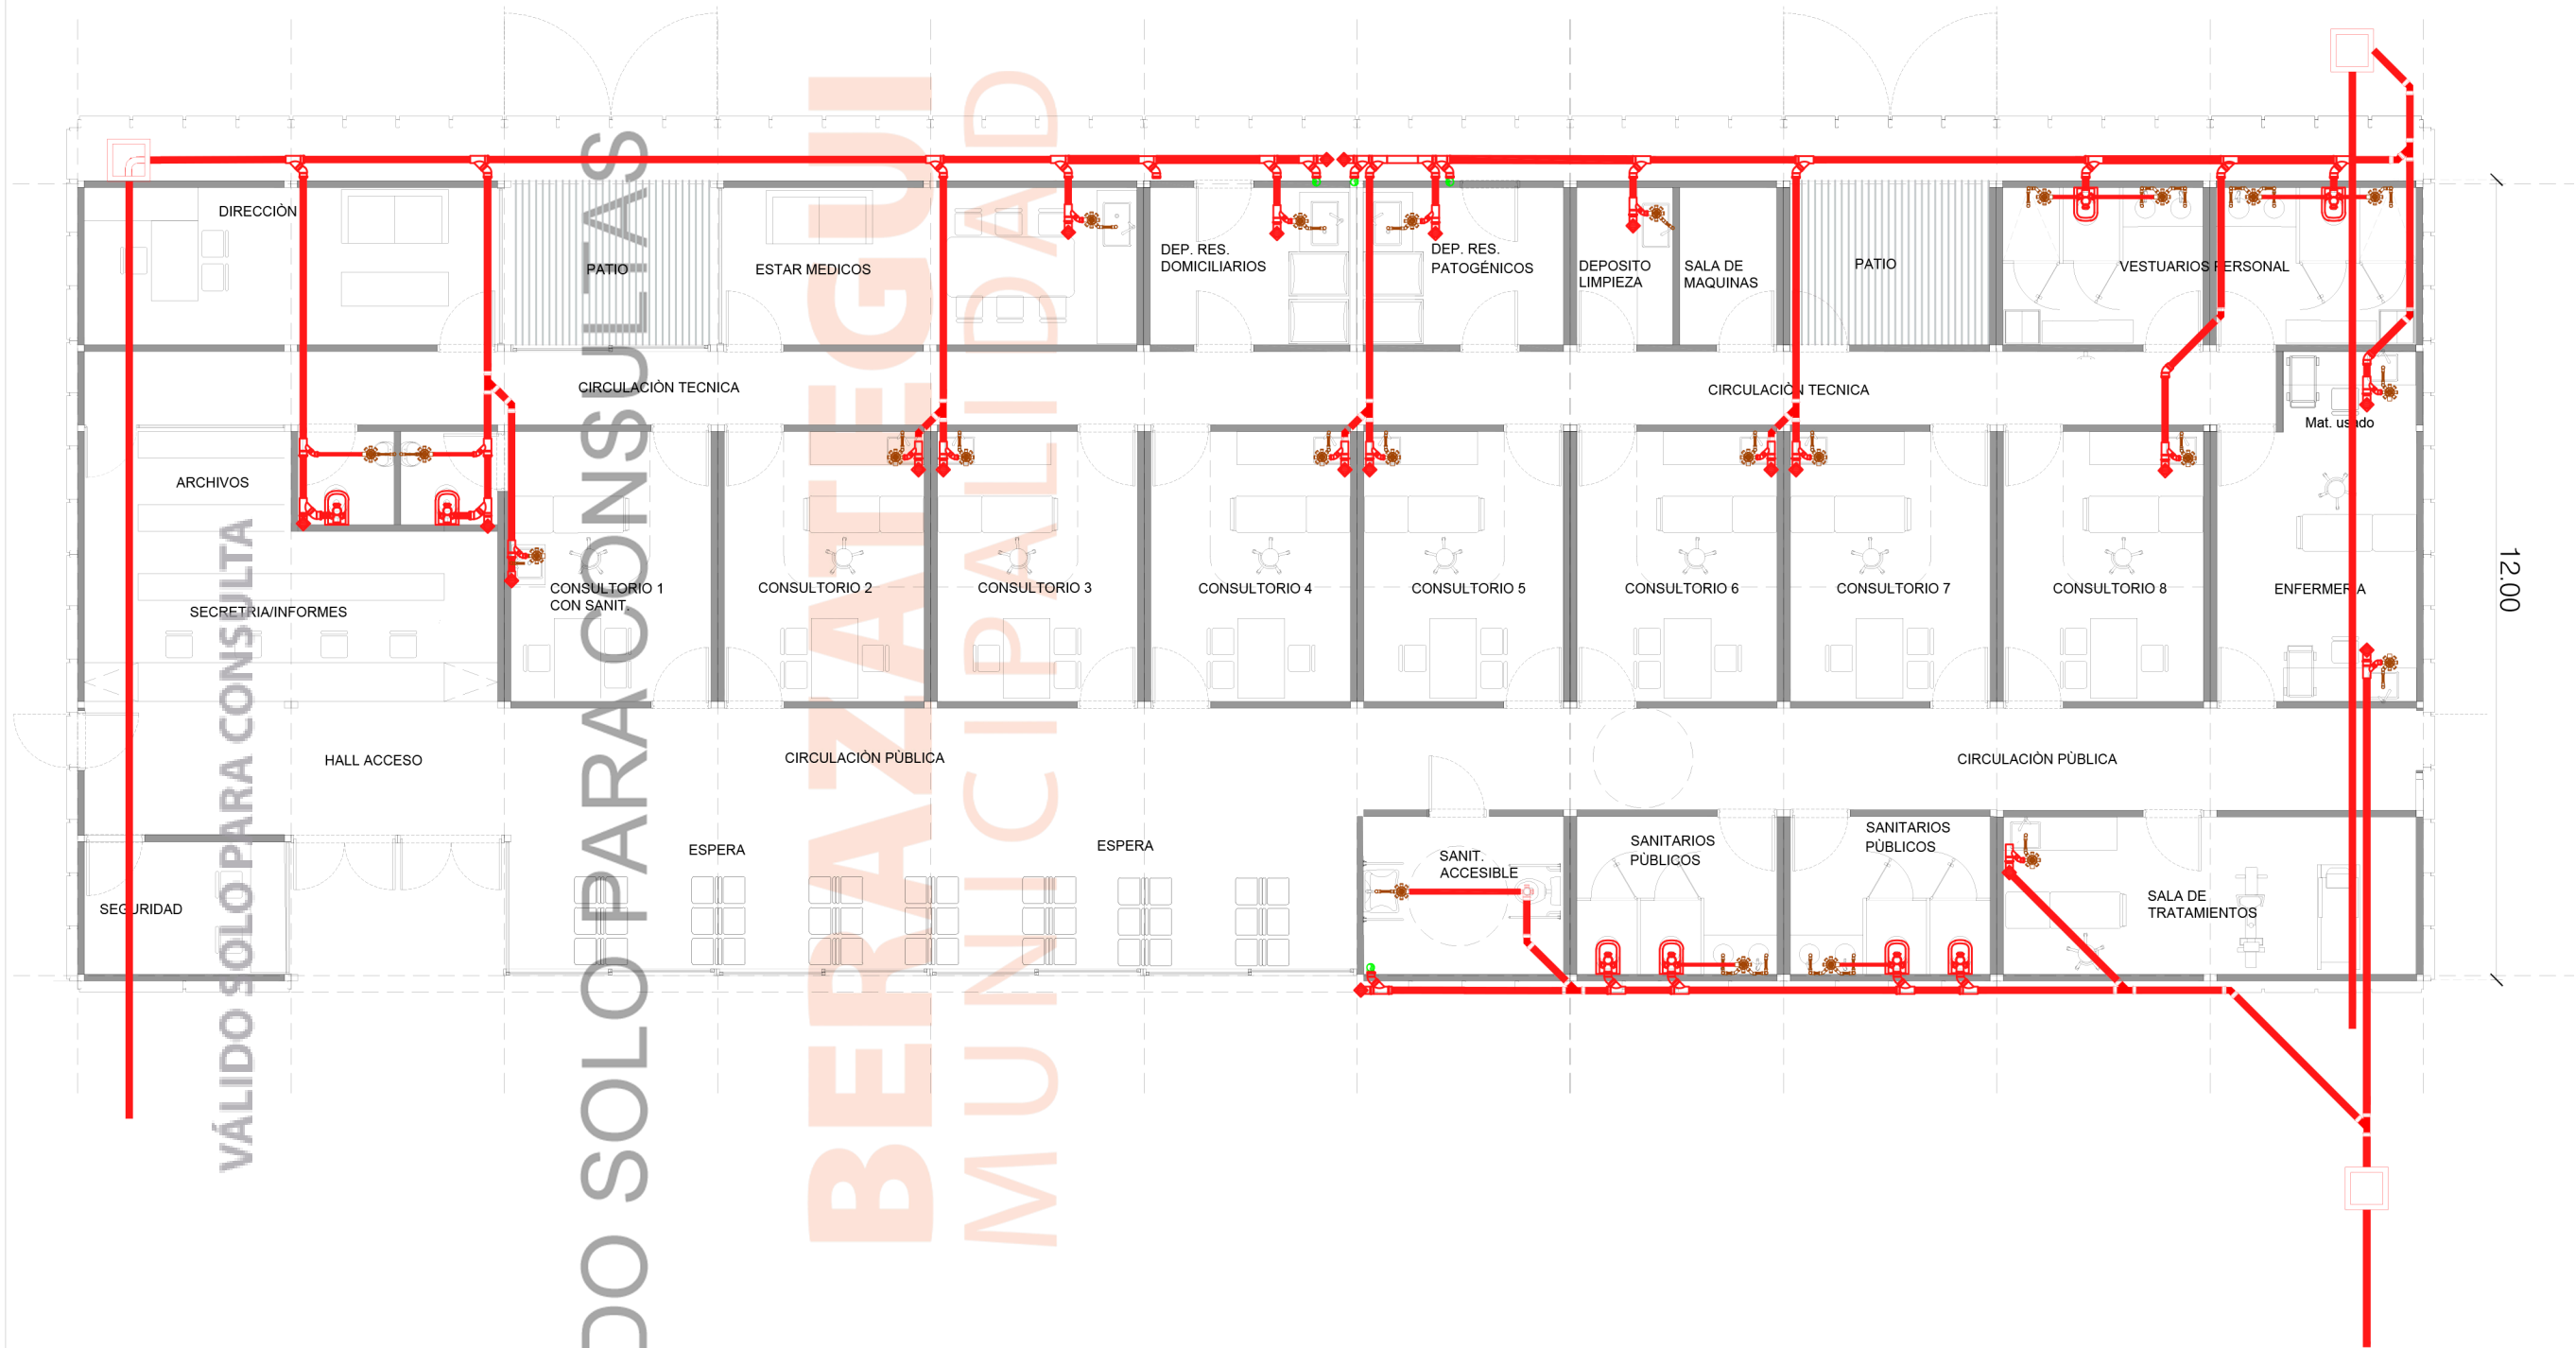 DIRECCIÒN
PATIO
ESTAR MEDICOS
DEP. RES.
DOMICILIARIOS
DEP. RES.
PATOGÉNICOS
DEPOSITO
LIMPIEZA
SALA DE
MAQUINAS
PATIO
VESTUARIOS PERSONAL
CIRCULACIÒN TECNICA
CIRCULACIÒN TECNICA
Mat. usado
ARCHIVOS
SECRETRIA/INFORMES
CONSULTORIO 1
CON SANIT.
CONSULTORIO 2
CONSULTORIO 3
CONSULTORIO 4
CONSULTORIO 5
CONSULTORIO 6
CONSULTORIO 7
CONSULTORIO 8
ENFERMERIA
12.00
HALL ACCESO
CIRCULACIÒN PÙBLICA
CIRCULACIÒN PÙBLICA
SEGURIDAD
ESPERA
ESPERA
SANIT.
ACCESIBLE
SANITARIOS
PÙBLICOS
SANITARIOS
PÙBLICOS
SALA DE
TRATAMIENTOS
VÁLIDO SOLO PARA CONSULTA
DO SOLO PARA CONSULTAS
BERAZATEGUI
MUNICIPALIDAD